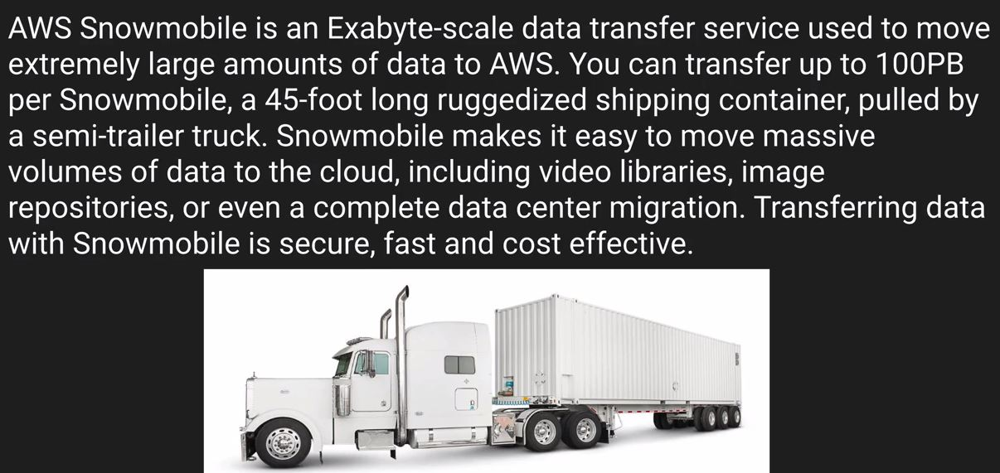 AWS Snowmobile is an Exabyte-scale data transfer service used to move
extremely large amounts of data to AWS. You can transfer up to 100PB
per Snowmobile, a 45-foot long ruggedized shipping container, pulled by
a semi-trailer truck. Snowmobile makes it easy to move massive
volumes of data to the cloud, including video libraries, image
repositories, or even a complete data center migration. Transferring data
with Snowmobile is secure, fast and cost effective.